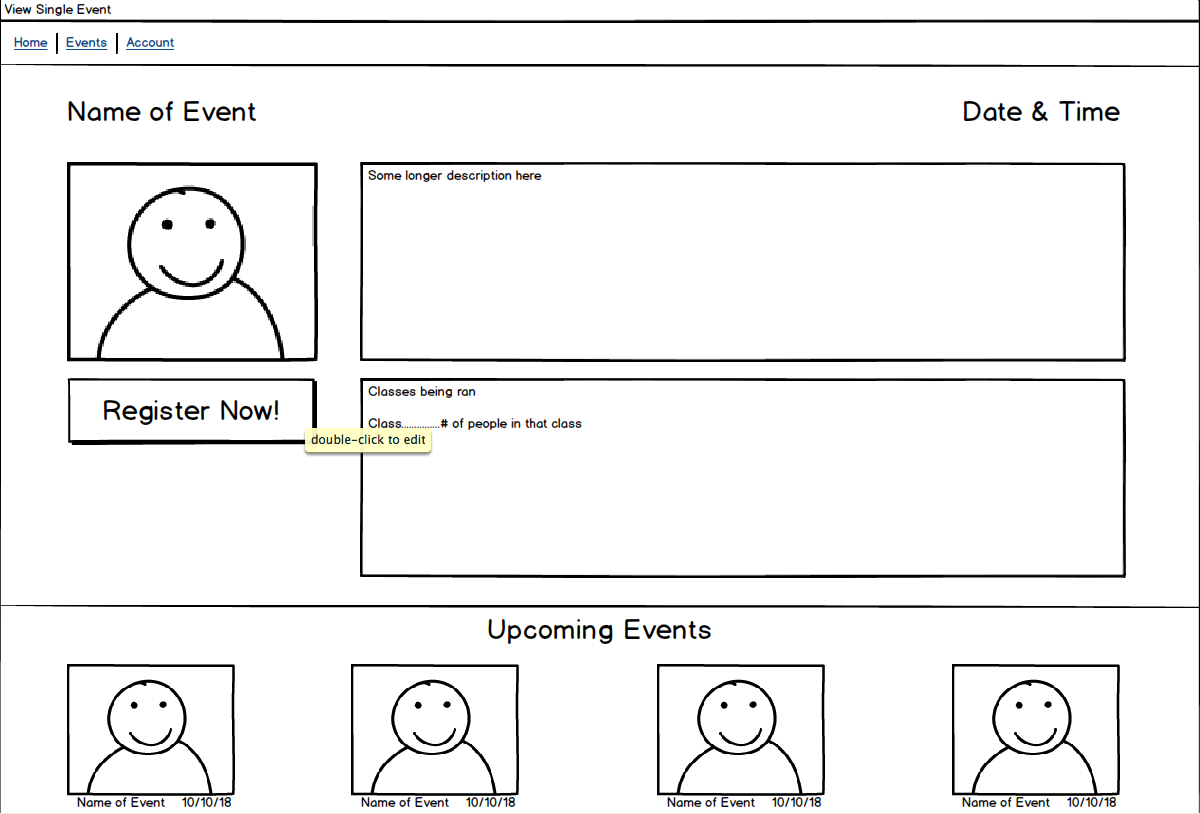 View Single Event
Home Events Account
Name of Event Date & Time
Some longer description here
Register Now!
Classes being ran
Class..............# of people in that class
double-click to edit
Upcoming Events
Name of Event 10/10/18
Name of Event 10/10/18
Name of Event 10/10/18
Name of Event 10/10/18